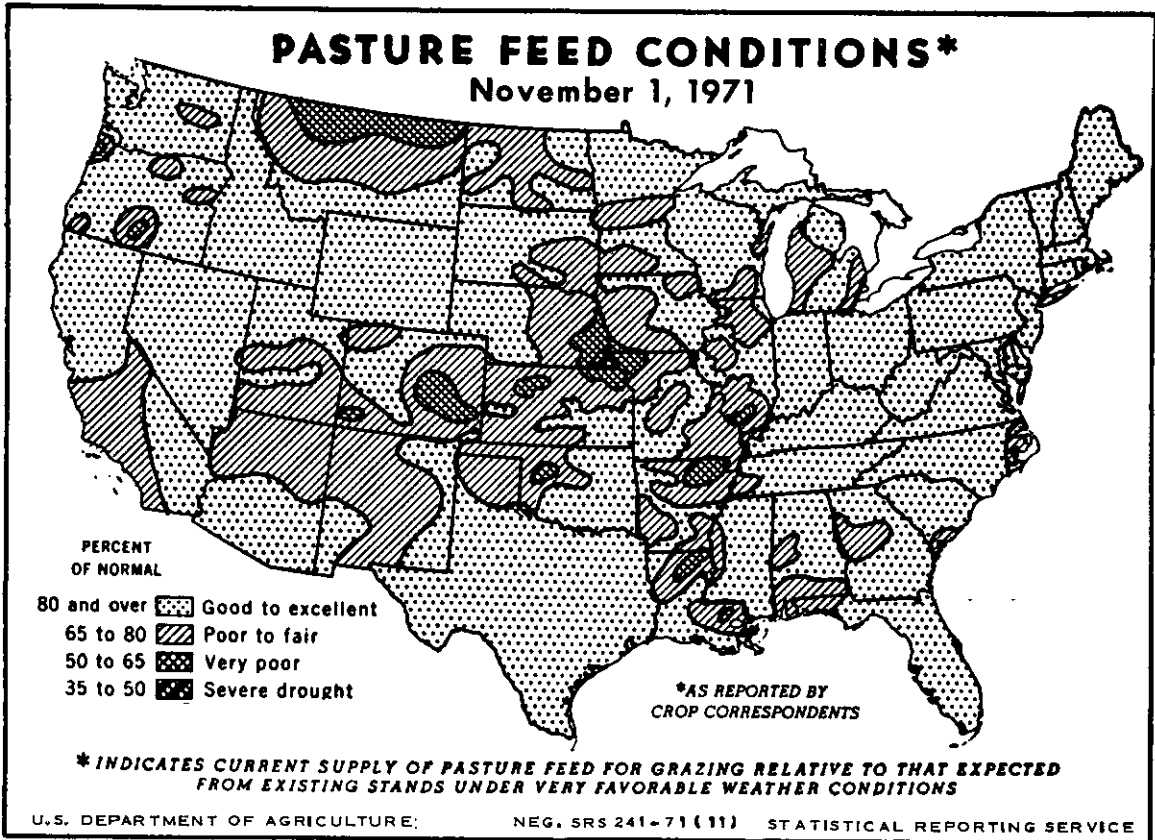 PASTURE FEED CONDITIONS*
November 1, 1971
PERCENT
OF NORMAL
80 and over Good to excellent
65 to 80 Poor to fair
50 to 65 Very poor
35 to 50 Severe drought
*AS REPORTED BY
CROP CORRESPONDENTS
* INDICATES CURRENT SUPPLY OF PASTURE FEED FOR GRAZING RELATIVE TO THAT EXPECTED
FROM EXISTING STANDS UNDER VERY FAVORABLE WEATHER CONDITIONS
U.S. DEPARTMENT OF AGRICULTURE; NEG. SRS 241-71 (11) STATISTICAL REPORTING SERVICE